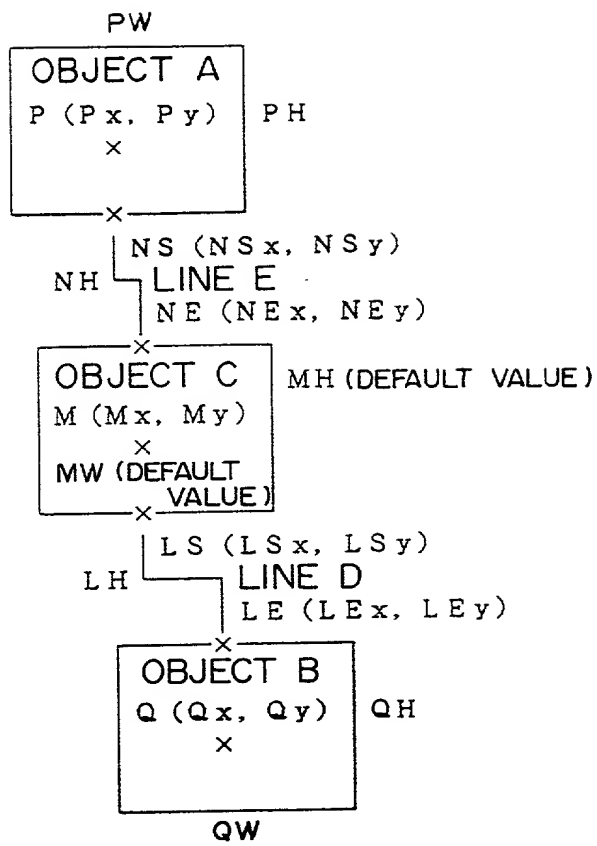 PW
OBJECT A
P (Px, Py) PH
NS (NSx, NSy)
NH LINE E
NE (NEx, NEy)
OBJECT C MH (DEFAULT VALUE)
M (Mx, My)
MW (DEFAULT
VALUE)
LS (LSx, LSy)
LH LINE D
LE (LEx, LEy)
OBJECT B
Q (Qx, Qy) QH
QW